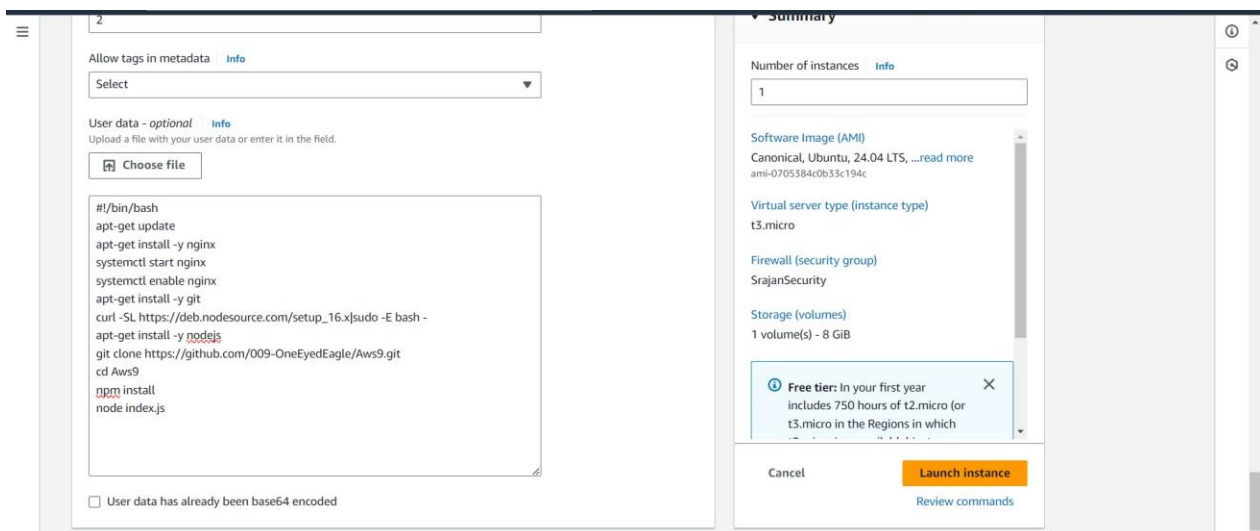 2
Allow tags in metadata Info
Select
User data - optional Info
Upload a file with your user data or enter it in the field.
Choose file
#!/bin/bash
apt-get update
apt-get install -y nginx
systemctl start nginx
systemctl enable nginx
apt-get install -y git
curl -SL https://deb.nodesource.com/setup_16.x|sudo -E bash -
apt-get install -y nodejs
git clone https://github.com/009-OneEyedEagle/Aws9.git
cd Aws9
npm install
node index.js
User data has already been base64 encoded
Summary
Number of instances Info
1
Software Image (AMI)
Canonical, Ubuntu, 24.04 LTS, ...read more
ami-0705384c0b33c194c
Virtual server type (instance type)
t3.micro
Firewall (security group)
SrajanSecurity
Storage (volumes)
1 volume(s) - 8 GiB
Free tier: In your first year
includes 750 hours of t2.micro (or
t3.micro in the Regions in which
Cancel
Launch instance
Review commands